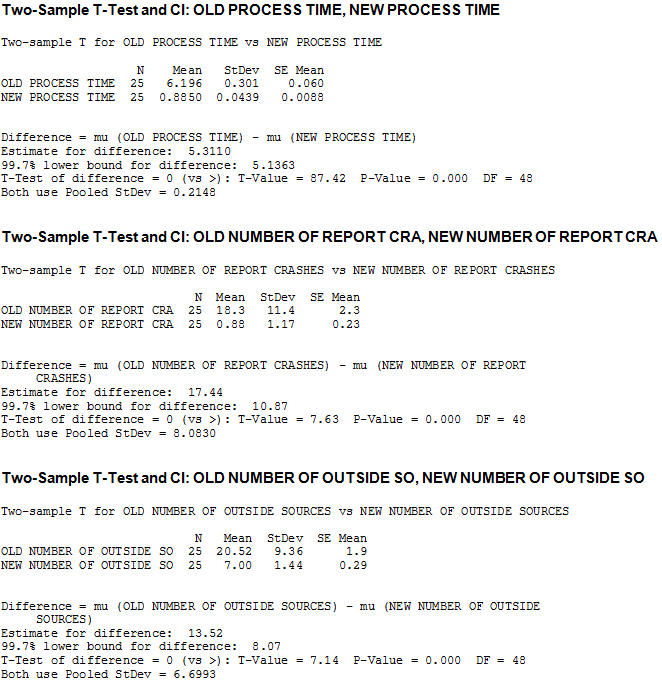 Two-Sample T-Test and CI: OLD PROCESS TIME, NEW PROCESS TIME
Two-sample T for OLD PROCESS TIME vs NEW PROCESS TIME
N Mean StDev SE Mean
OLD PROCESS TIME 25 6.196 0.301 0.060
NEW PROCESS TIME 25 0.8850 0.0439 0.0088
Difference = mu (OLD PROCESS TIME) - mu (NEW PROCESS TIME)
Estimate for difference: 5.3110
99.7% lower bound for difference: 5.1363
T-Test of difference = 0 (vs >): T-Value = 87.42 P-Value = 0.000 DF = 48
Both use Pooled StDev = 0.2148
Two-Sample T-Test and CI: OLD NUMBER OF REPORT CRA, NEW NUMBER OF REPORT CRA
Two-sample T for OLD NUMBER OF REPORT CRASHES vs NEW NUMBER OF REPORT CRASHES
N Mean StDev SE Mean
OLD NUMBER OF REPORT CRA 25 18.3 11.4 2.3
NEW NUMBER OF REPORT CRA 25 0.88 1.17 0.23
Difference = mu (OLD NUMBER OF REPORT CRASHES) - mu (NEW NUMBER OF REPORT
CRASHES)
Estimate for difference: 17.44
99.7% lower bound for difference: 10.87
T-Test of difference = 0 (vs >): T-Value = 7.63 P-Value = 0.000 DF = 48
Both use Pooled StDev = 8.0830
Two-Sample T-Test and CI: OLD NUMBER OF OUTSIDE SO, NEW NUMBER OF OUTSIDE SO
Two-sample T for OLD NUMBER OF OUTSIDE SOURCES vs NEW NUMBER OF OUTSIDE SOURCES
N Mean StDev SE Mean
OLD NUMBER OF OUTSIDE SO 25 20.52 9.36 1.9
NEW NUMBER OF OUTSIDE SO 25 7.00 1.44 0.29
Difference = mu (OLD NUMBER OF OUTSIDE SOURCES) - mu (NEW NUMBER OF OUTSIDE
SOURCES)
Estimate for difference: 13.52
99.7% lower bound for difference: 8.07
T-Test of difference = 0 (vs >): T-Value = 7.14 P-Value = 0.000 DF = 48
Both use Pooled StDev = 6.6993